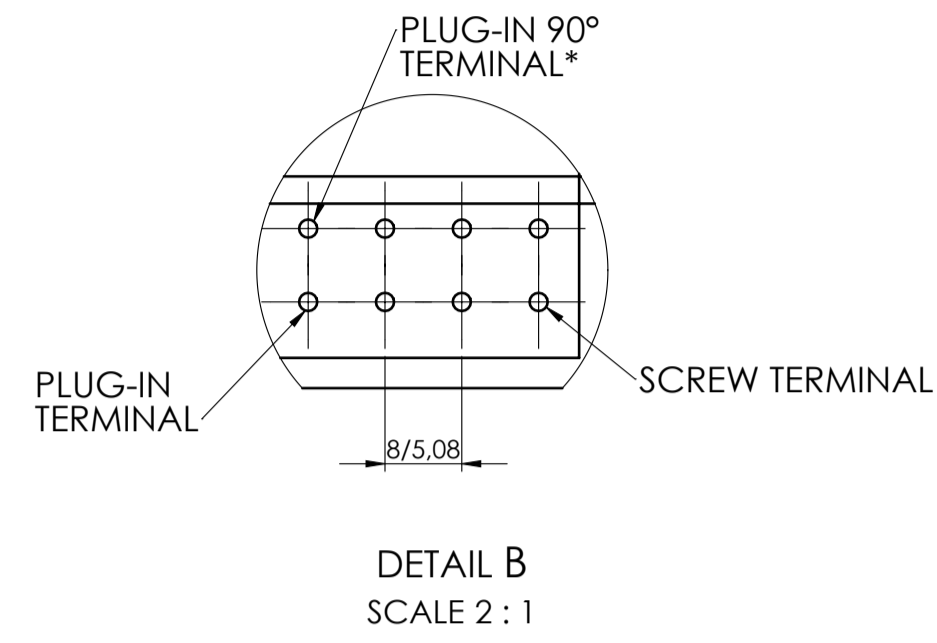 PLUG-IN 90°
TERMINAL*
PLUG-IN
TERMINAL
SCREW TERMINAL
8/5,08
DETAIL B
SCALE 2 : 1